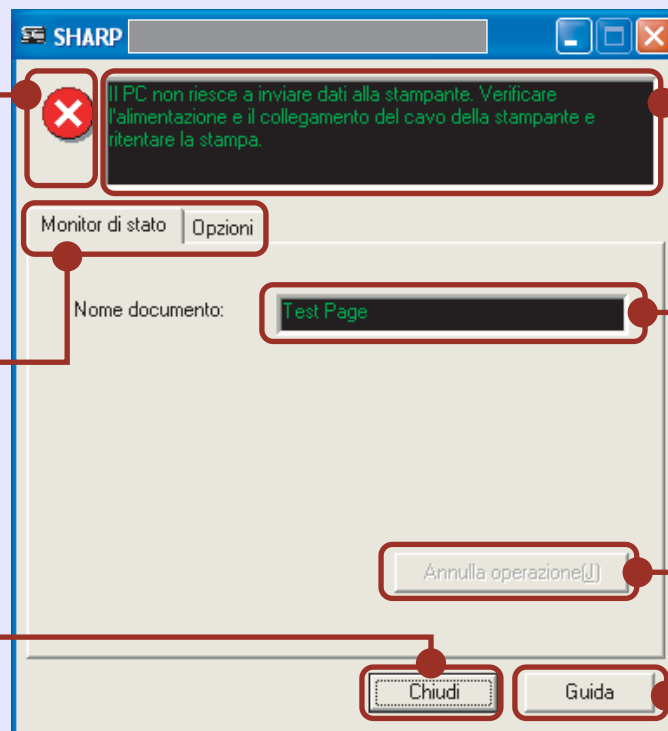 SHARP
Il PC non riesce a inviare dati alla stampante. Verificare
l'alimentazione e il collegamento del cavo della stampante e
ritentare la stampa.
Monitor di stato Opzioni
Nome documento: Test Page
Annulla operazione(J)
Chiudi Guida